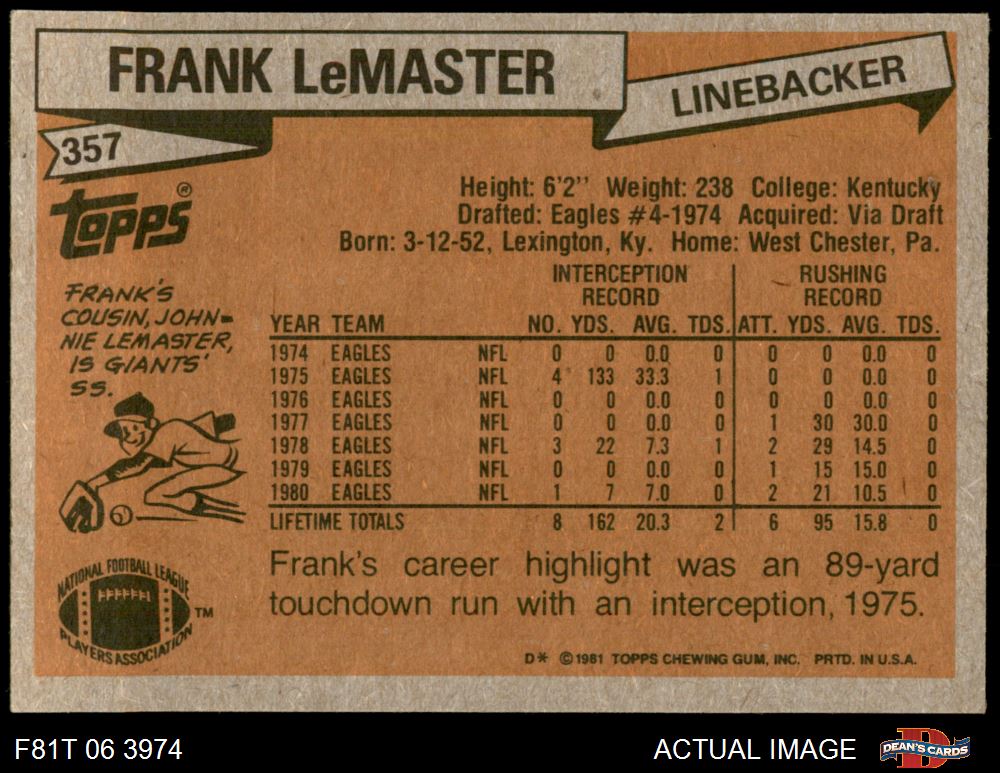 FRANK LeMASTER
LINEBACKER
357
Topps®
Height: 6'2'' Weight: 238 College: Kentucky
Drafted: Eagles #4-1974 Acquired: Via Draft
Born: 3-12-52, Lexington, Ky. Home: West Chester, Pa.
FRANK'S
COUSIN, JOHN-
NIE LEMASTER,
IS GIANTS'
SS.
INTERCEPTION RUSHING
RECORD RECORD
YEAR TEAM NO. YDS. AVG. TDS. ATT. YDS. AVG. TDS.
1974 EAGLES NFL 0 0 0.0 0 0 0 0.0 0
1975 EAGLES NFL 4 133 33.3 1 0 0 0.0 0
1976 EAGLES NFL 0 0 0.0 0 0 0 0.0 0
1977 EAGLES NFL 0 0 0.0 0 1 30 30.0 0
1978 EAGLES NFL 3 22 7.3 1 2 29 14.5 0
1979 EAGLES NFL 0 0 0.0 0 1 15 15.0 0
1980 EAGLES NFL 1 7 7.0 0 2 21 10.5 0
LIFETIME TOTALS 8 162 20.3 2 6 95 15.8 0
Frank's career highlight was an 89-yard
touchdown run with an interception, 1975.
NATIONAL FOOTBALL LEAGUE
PLAYERS ASSOCIATION
TM
D* ©1981 TOPPS CHEWING GUM, INC. PRTD. IN U.S.A.
F81T 06 3974
ACTUAL IMAGE
D
DEAN'S CARDS